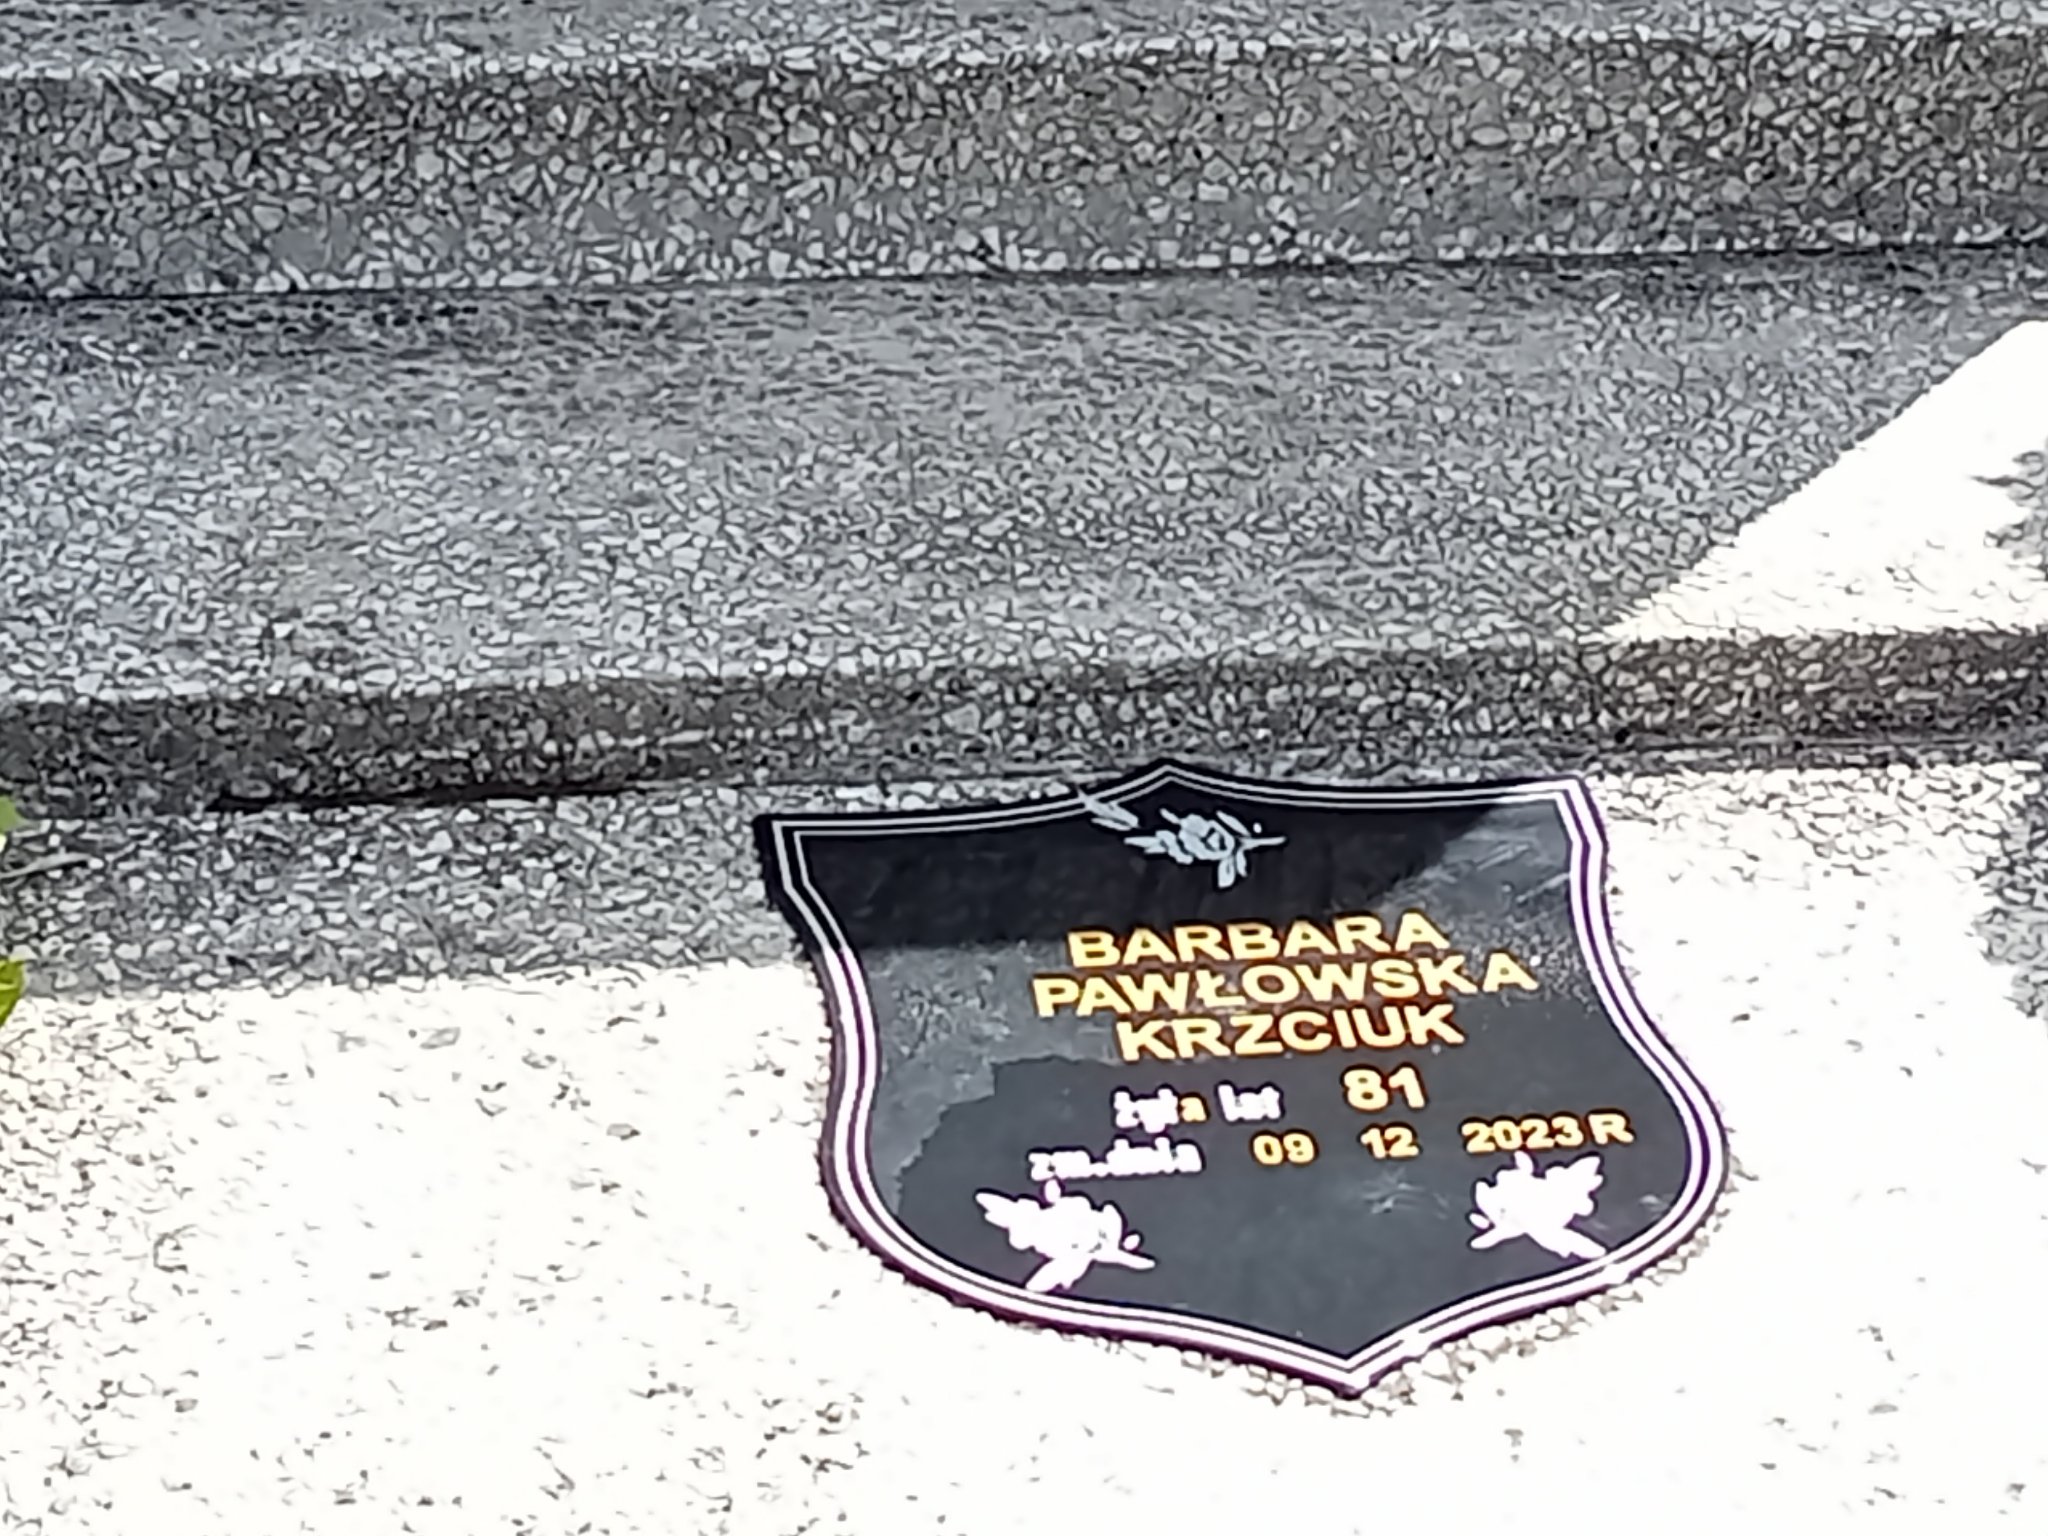 BARBARA
PAWŁOWSKA
KRZCIUK
żyła lat 81
zm.dnia 09 12 2023 R